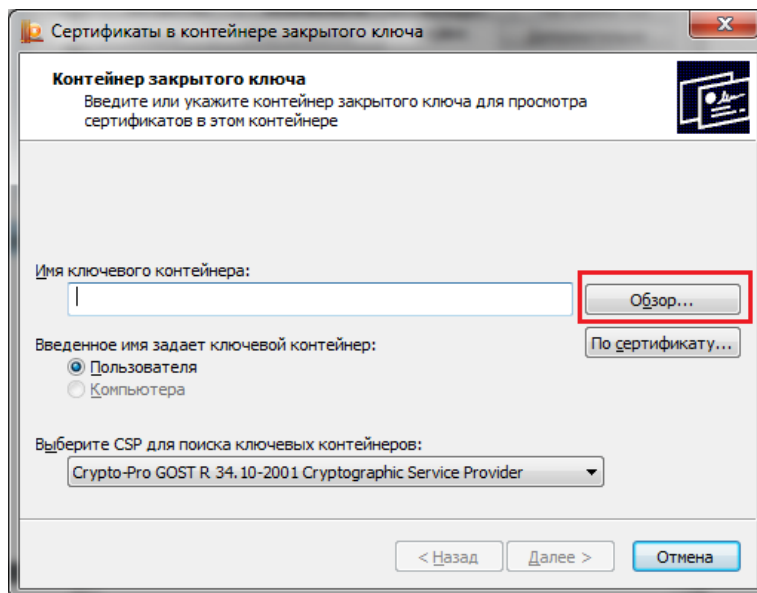 Сертификаты в контейнере закрытого ключа
Контейнер закрытого ключа
Введите или укажите контейнер закрытого ключа для просмотра
сертификатов в этом контейнере
Имя ключевого контейнера:
Обзор...
Введенное имя задает ключевой контейнер:
По сертификату...
Пользователя
Компьютера
Выберите CSP для поиска ключевых контейнеров:
Crypto-Pro GOST R 34.10-2001 Cryptographic Service Provider
< Назад
Далее >
Отмена